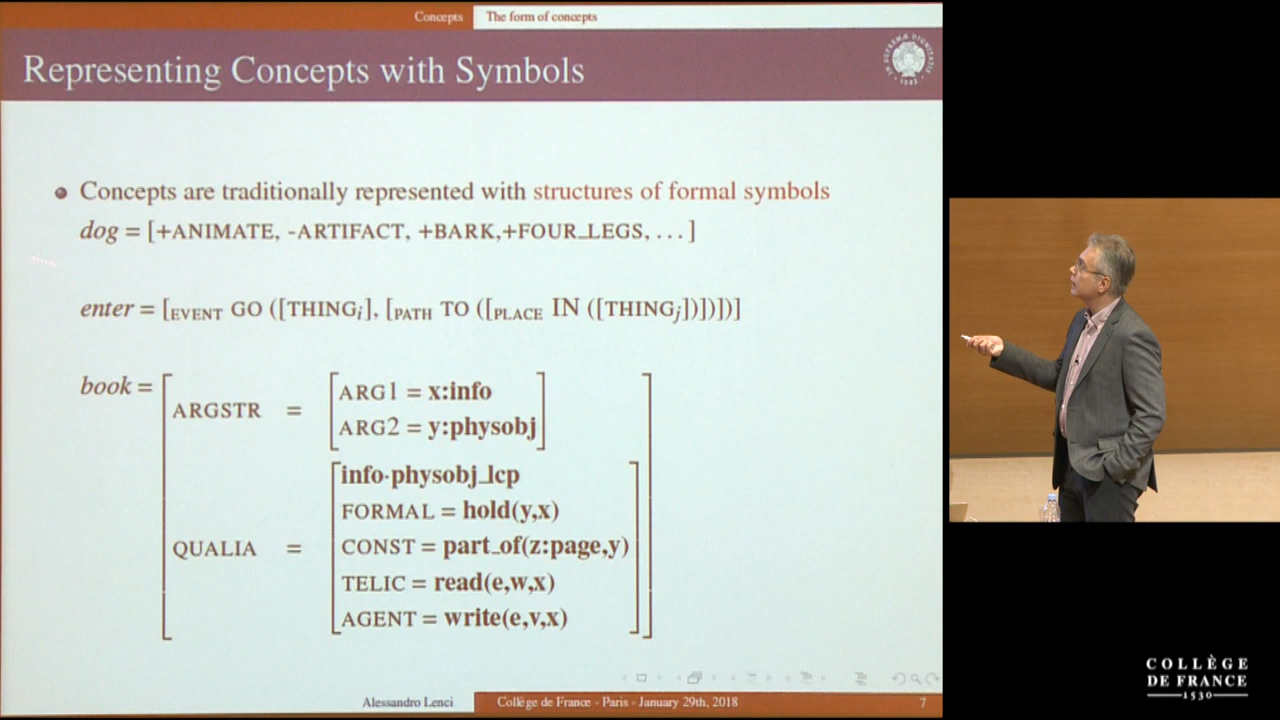 Concepts The form of concepts
Representing Concepts with Symbols
Concepts are traditionally represented with structures of formal symbols
dog = [+ANIMATE, -ARTIFACT, +BARK,+FOUR_LEGS, ...]
enter = [EVENT GO ([THINGi], [PATH TO ([PLACE IN ([THINGj])])])]
book =
ARGSTR =
ARG1 = x:info
ARG2 = y:physobj
QUALIA =
info·physobj_lcp
FORMAL = hold(y,x)
CONST = part_of(z:page,y)
TELIC = read(e,w,x)
AGENT = write(e,v,x)
Alessandro Lenci Collège de France - Paris - January 29th, 2018 7
COLLÈGE
DE FRANCE
1530